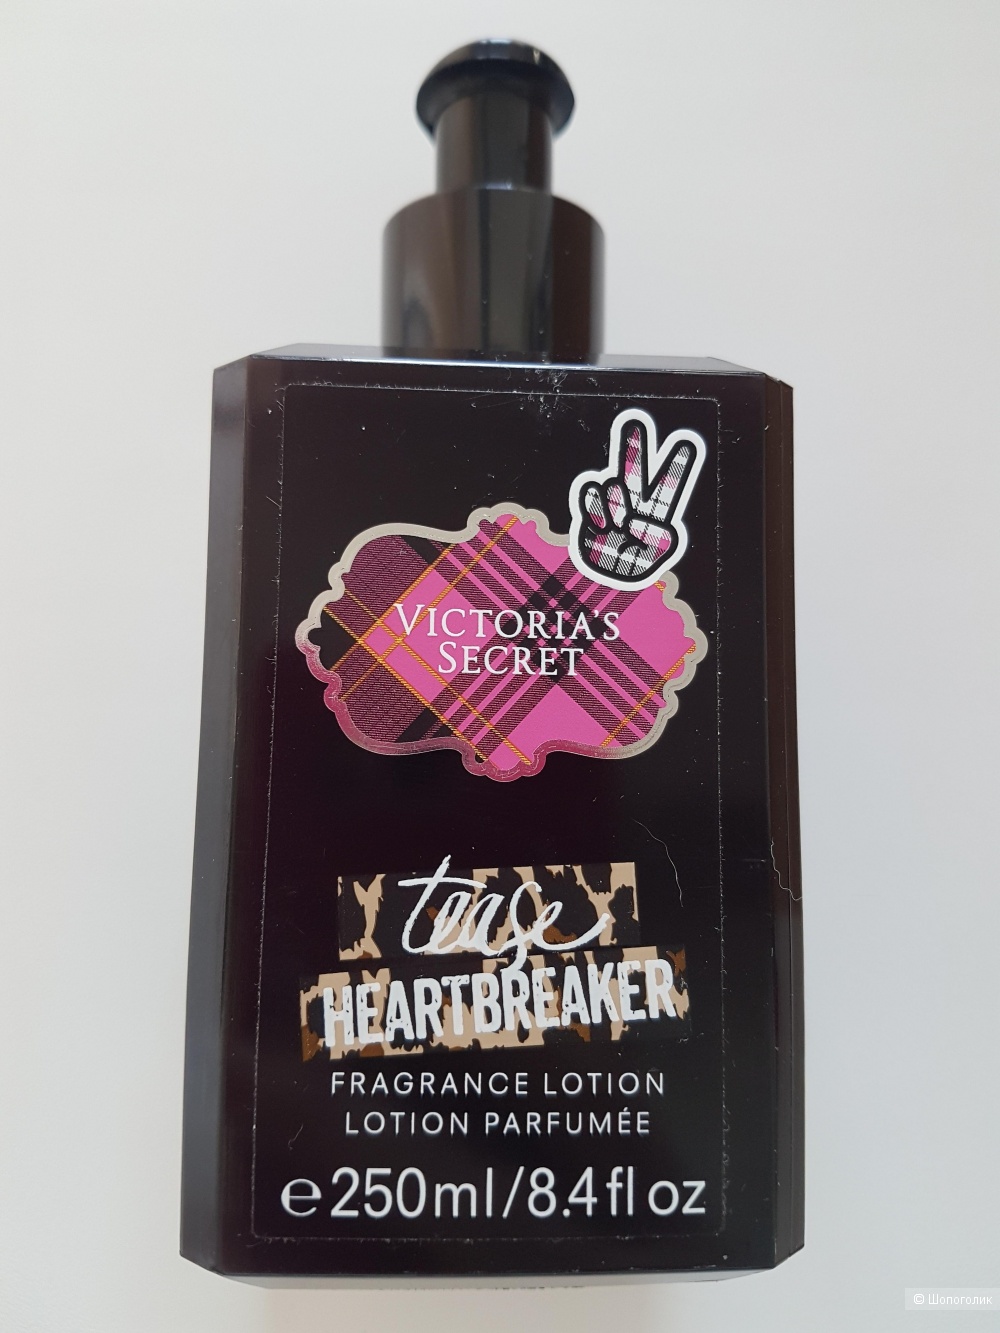 VICTORIA'S
SECRET
tease
HEARTBREAKER
FRAGRANCE LOTION
LOTION PARFUMÉE
℮250ml/8.4fl oz
© Шопоголик